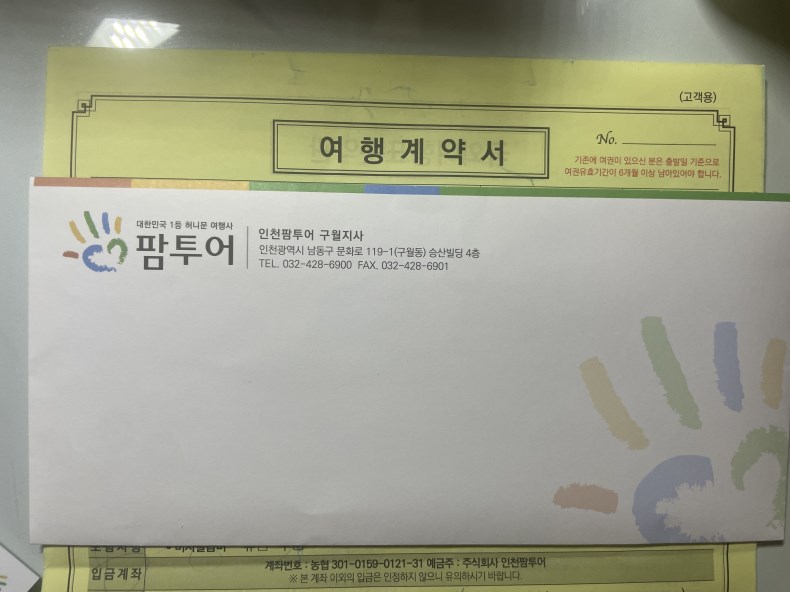 (고객용)
여행계약서
No.
기존에 여권이 있으신 분은 출발일 기준으로
여권유효기간이 6개월 이상 남아있어야 합니다.
대한민국 1등 허니문 여행사
팜투어
인천팜투어 구월지사
인천광역시 남동구 문화로 119-1(구월동) 승산빌딩 4층
TEL. 032-428-6900 FAX. 032-428-6901
입금계좌
계좌번호 : 농협 301-0159-0121-31 예금주 : 주식회사 인천팜투어
※ 본 계좌 이외의 입금은 인정하지 않으니 유의하시기 바랍니다.